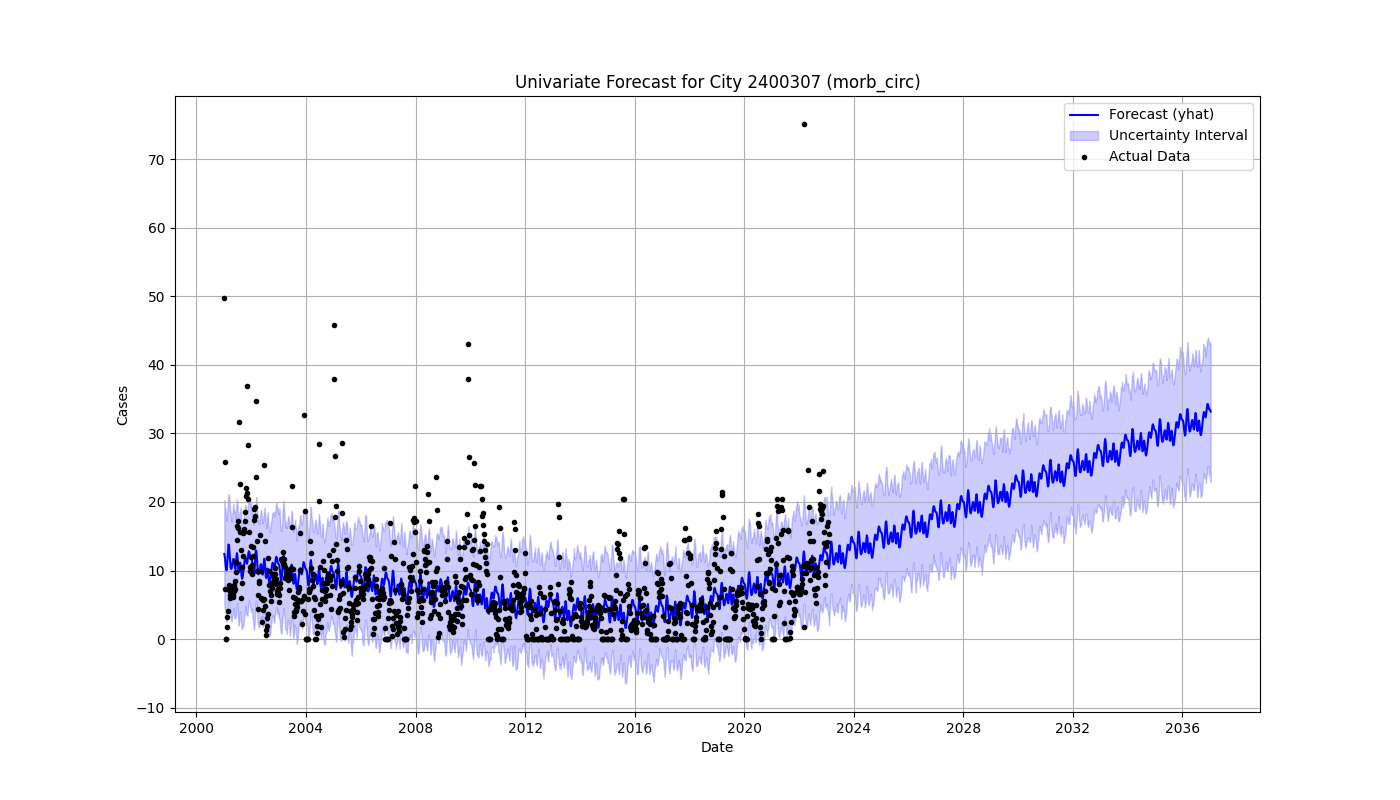 Univariate Forecast for City 2400307 (morb_circ)
Forecast (yhat)
Uncertainty Interval
Actual Data
70
60
50
40
30
20
10
0
−10
Cases
2000 2004 2008 2012 2016 2020 2024 2028 2032 2036
Date